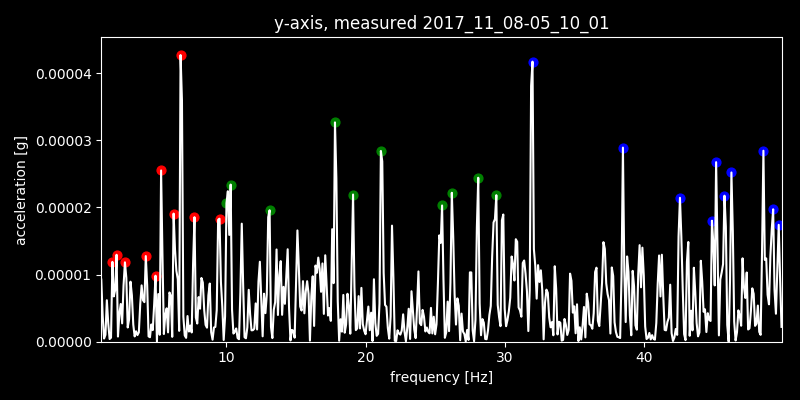 y-axis, measured 2017_11_08-05_10_01
0.00004
0.00003
0.00002
0.00001
0.00000
acceleration [g]
10 20 30 40
frequency [Hz]